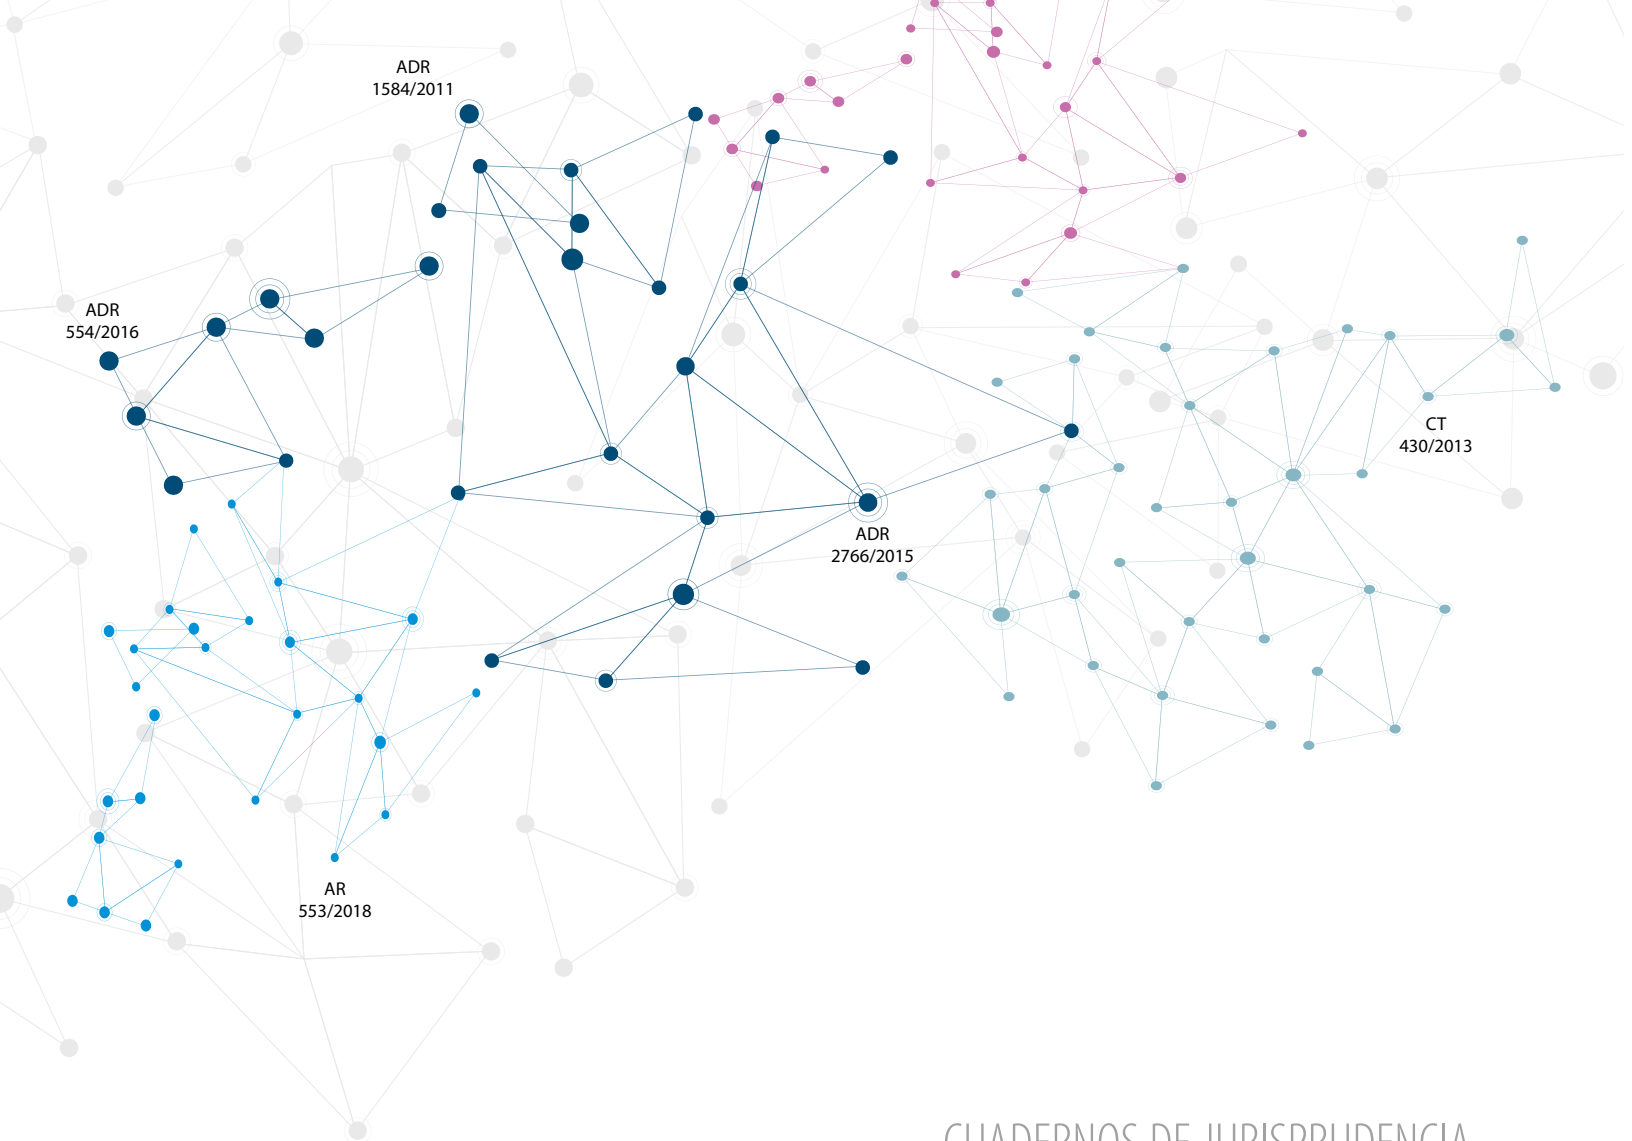 ADR
1584/2011
ADR
554/2016
CT
430/2013
ADR
2766/2015
AR
553/2018
CUADERNOS DE JURISPRUDENCIA